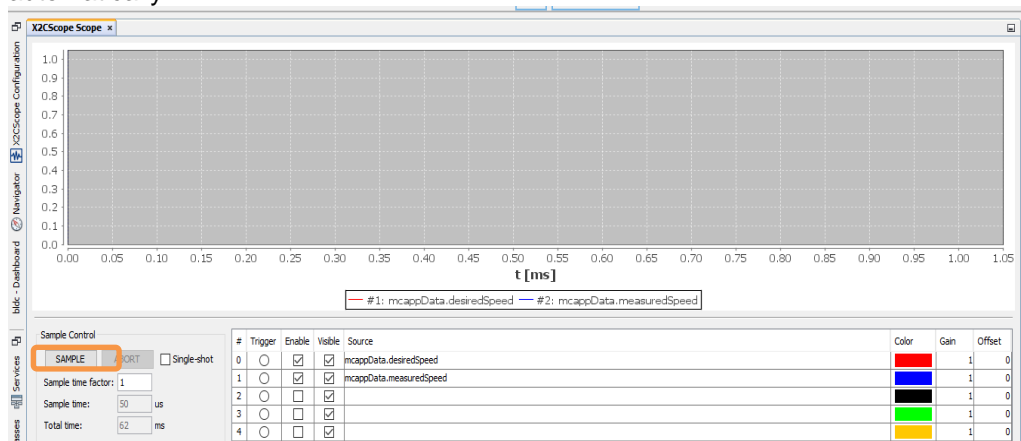 X2CScope Scope ×
X2CScope Configuration
Navigator
bldc - Dashboard
Services
1.0
0.9
0.8
0.7
0.6
0.5
0.4
0.3
0.2
0.1
0.0
0.00 0.05 0.10 0.15 0.20 0.25 0.30 0.35 0.40 0.45 0.50 0.55 0.60 0.65 0.70 0.75 0.80 0.85 0.90 0.95 1.00 1.05
t [ms]
#1: mcappData.desiredSpeed #2: mcappData.measuredSpeed
Sample Control
SAMPLE Single-shot
Sample time factor: 1
Sample time: 50 us
Total time: 62 ms
# Trigger Enable Visible Source Color Gain Offset
0 mcappData.desiredSpeed 1 0
1 mcappData.measuredSpeed 1 0
2 1 0
3 1 0
4 1 0